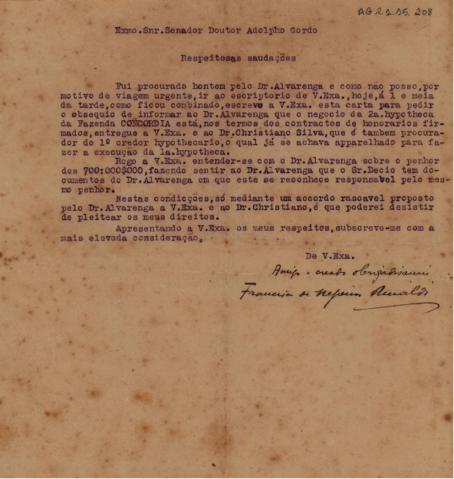 AG 21.95.208
Exmo.Snr.Senador Doutor Adolpho Gordo
Respeitosas saudações
Fui procurado hontem pelo Dr.Alvarenga e como não posso,por
motivo de viagem urgente,ir ao escriptorio de V.Exa,hoje,á 1 e meia
da tarde,como ficou combinado,escrevo a V.Exa. esta carta para pedir
o obsequio de informar ao Dr.Alvarenga que o negocio da 2a.hypotheca
da Fazenda CONCORDIA está,nos termos dos contractos de honorarios fir-
mados,entregue a V.Exa. e ao Dr.Christiano Silva,que é tambem procura-
dor do 1º credor hypothecario,o qual já se achava apparelhado para fa-
zer a execução da 1a.hypotheca.
Rogo a V.Exa. entender-se com o Dr.Alvarenga sobre o penhor
dos 700:000$000,fazendo sentir ao Dr.Alvarenga que o Sr.Decio tem do-
cumentos do Dr.Alvarenga em que este se reconhece responsavel pelo mes-
mo penhor.
Nestas condicções,só mediante um accordo rasoavel proposto
pelo Dr.Alvarenga a V.Exa. e ao Dr.Christiano,é que poderei desistir
de pleitear os meus direitos.
Apresentando a V.Exa. os meus respeitos,subscrevo-me com a
mais elevada consideração,
De V.Exa.
Amigo creado obrigadissimo
Francisco de